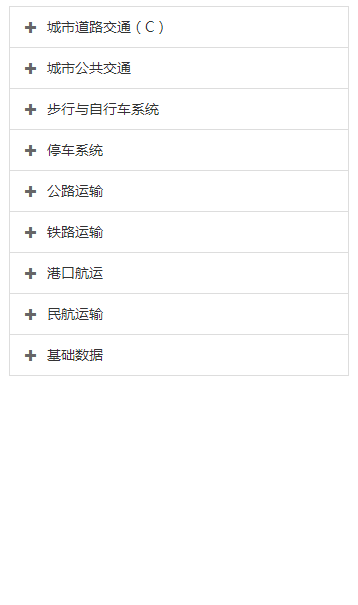 城市道路交通（C）
城市公共交通
步行与自行车系统
停车系统
公路运输
铁路运输
港口航运
民航运输
基础数据